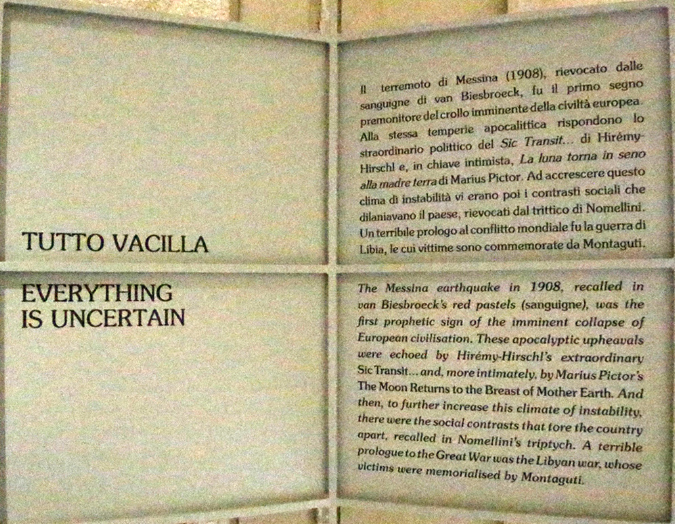 TUTTO VACILLA
Il terremoto di Messina (1908), rievocato dalle
sanguigne di van Biesbroeck, fu il primo segno
premonitore del crollo imminente della civiltà europea.
Alla stessa temperie apocalittica rispondono lo
straordinario polittico del Sic Transit... di Hirémy-
Hirschl e, in chiave intimista, La luna torna in seno
alla madre terra di Marius Pictor. Ad accrescere questo
clima di instabilità vi erano poi i contrasti sociali che
dilaniavano il paese, rievocati dal trittico di Nomellini.
Un terribile prologo al conflitto mondiale fu la guerra di
Libia, le cui vittime sono commemorate da Montaguti.
EVERYTHING
IS UNCERTAIN
The Messina earthquake in 1908, recalled in
van Biesbroeck's red pastels (sanguigne), was the
first prophetic sign of the imminent collapse of
European civilisation. These apocalyptic upheavals
were echoed by Hirémy-Hirschl's extraordinary
Sic Transit... and, more intimately, by Marius Pictor's
The Moon Returns to the Breast of Mother Earth. And
then, to further increase this climate of instability,
there were the social contrasts that tore the country
apart, recalled in Nomellini's triptych. A terrible
prologue to the Great War was the Libyan war, whose
victims were memorialised by Montaguti.